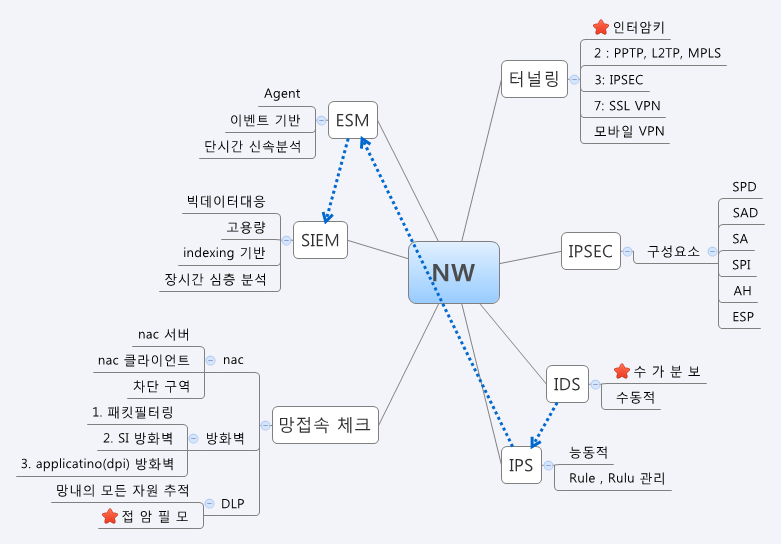 NW
터널링
인터암키
2 : PPTP, L2TP, MPLS
3: IPSEC
7: SSL VPN
모바일 VPN
IPSEC
구성요소
SPD
SAD
SA
SPI
AH
ESP
IDS
수 가 분 보
수동적
IPS
능동적
Rule , Rulu 관리
ESM
Agent
이벤트 기반
단시간 신속분석
SIEM
빅데이터대응
고용량
indexing 기반
장시간 심층 분석
망접속 체크
nac
nac 서버
nac 클라이언트
차단 구역
방화벽
1. 패킷필터링
2. SI 방화벽
3. applicatino(dpi) 방화벽
DLP
망내의 모든 자원 추적
접 암 필 모